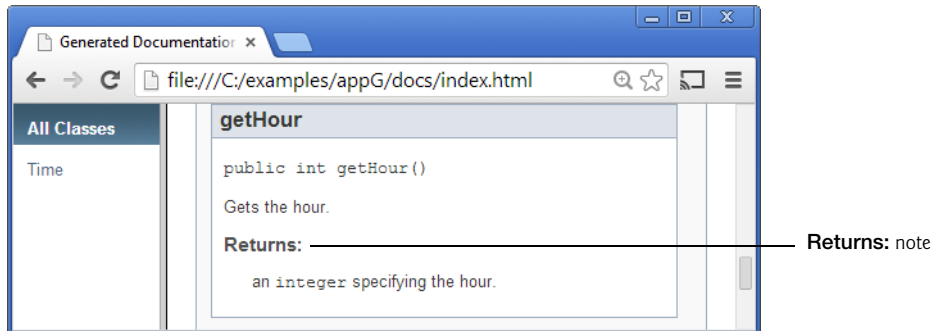 Generated Documentation
file:///C:/examples/appG/docs/index.html
All Classes
Time
getHour
public int getHour()
Gets the hour.
Returns:
an integer specifying the hour.
Returns: note